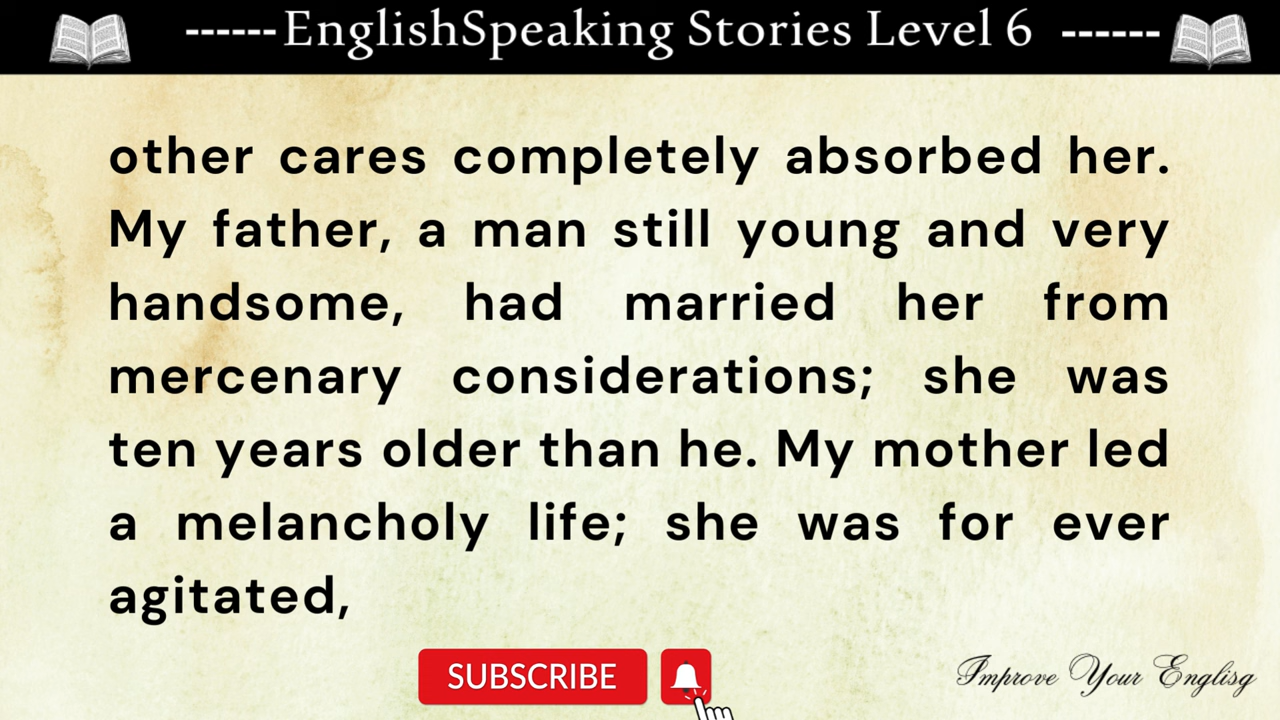 ------EnglishSpeaking Stories Level 6 ------
other cares completely absorbed her.
My father, a man still young and very
handsome, had married her from
mercenary considerations; she was
ten years older than he. My mother led
a melancholy life; she was for ever
agitated,
SUBSCRIBE
Improve Your Englisg